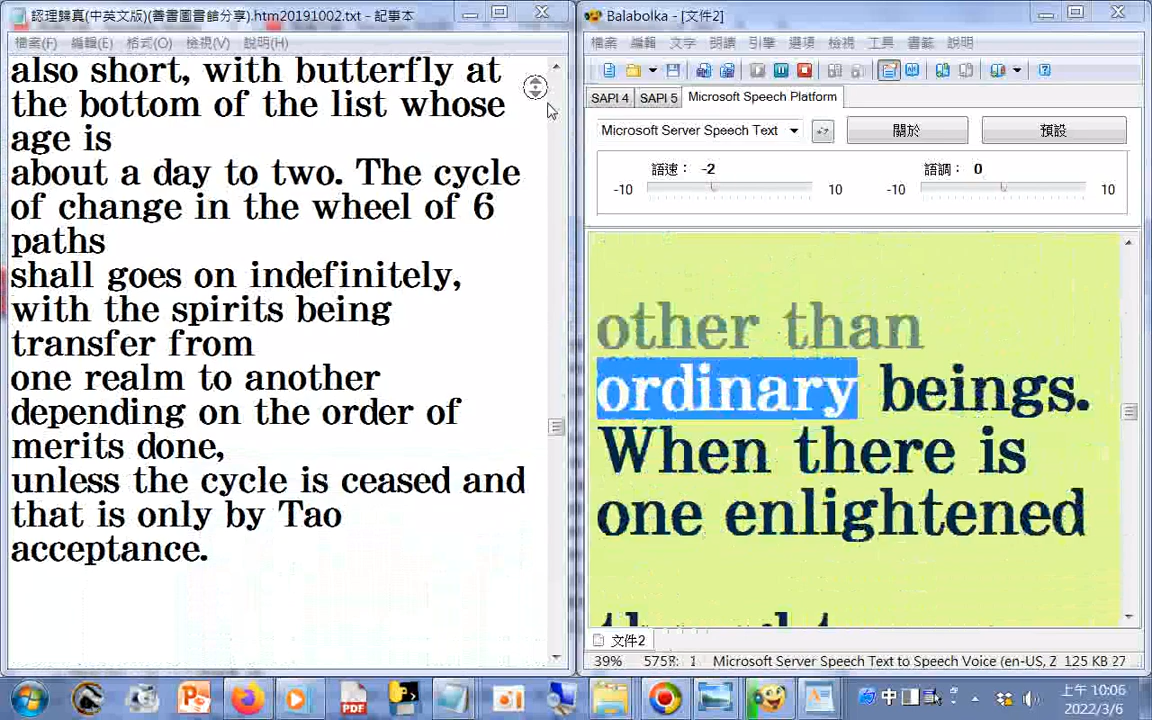 認理歸真(中英文版)(善書圖書館分享).htm20191002.txt - 記事本
檔案(F) 編輯(E) 格式(O) 檢視(V) 說明(H)
also short, with butterfly at
the bottom of the list whose
age is
about a day to two. The cycle
of change in the wheel of 6
paths
shall goes on indefinitely,
with the spirits being
transfer from
one realm to another
depending on the order of
merits done,
unless the cycle is ceased and
that is only by Tao
acceptance.
Balabolka - [文件2]
檔案 編輯 文字 朗讀 引擎 選項 檢視 工具 書籤 說明
SAPI 4 SAPI 5 Microsoft Speech Platform
Microsoft Server Speech Text 關於 預設
語速： -2 語調： 0
-10 10 -10 10
other than
ordinary beings.
When there is
one enlightened
文件2
39% Microsoft Server Speech Text to Speech Voice (en-US, Z 125 KB 27
PDF 中 上午 10:06
2022/3/6